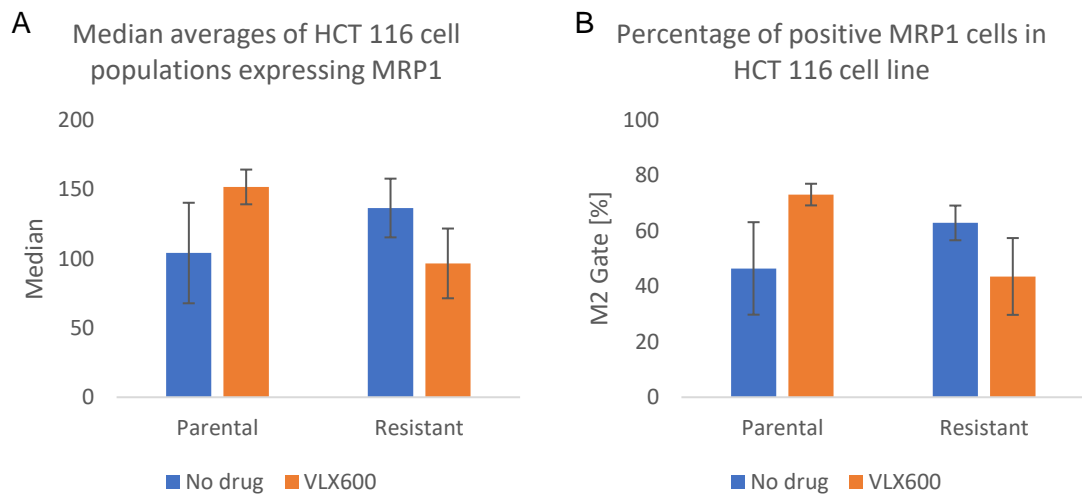 A
Median averages of HCT 116 cell
populations expressing MRP1
200
150
100
50
0
Median
Parental
Resistant
No drug
VLX600
B
Percentage of positive MRP1 cells in
HCT 116 cell line
100
80
60
40
20
0
M2 Gate [%]
Parental
Resistant
No drug
VLX600